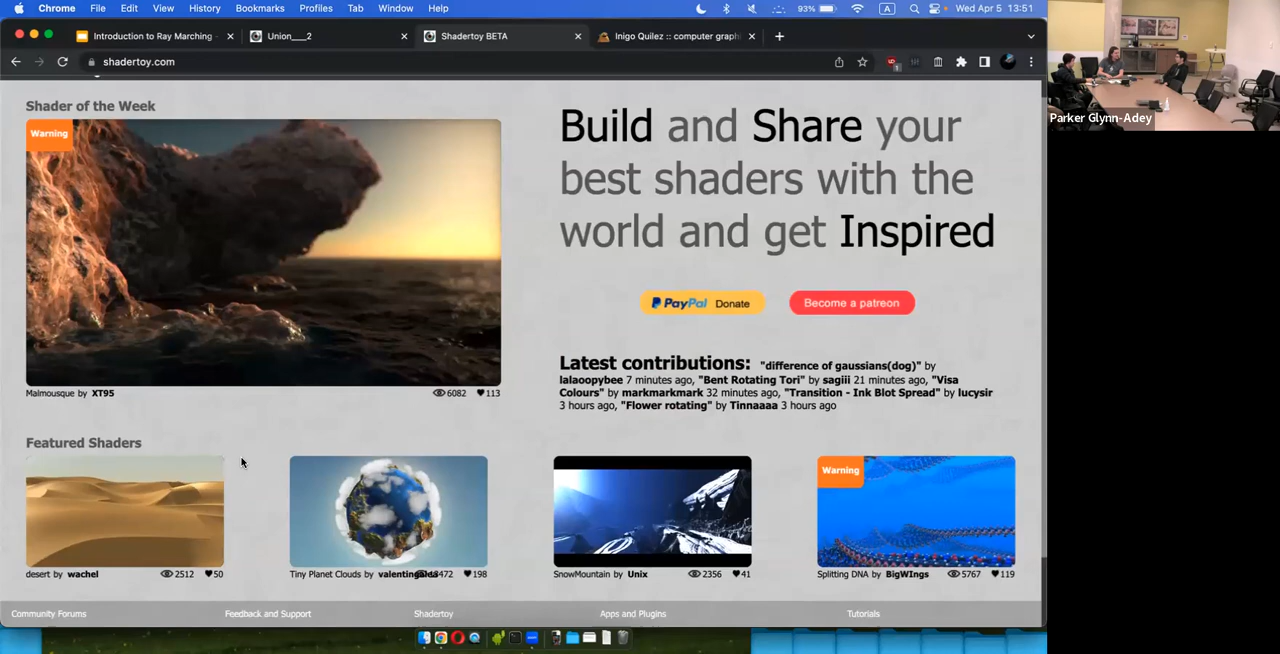 Chrome File Edit View History Bookmarks Profiles Tab Window Help
93% A Wed Apr 5 13:51
Introduction to Ray Marching
Union___2
Shadertoy BETA
Inigo Quilez :: computer graphi
shadertoy.com
Parker Glynn-Adey
Shader of the Week
Warning
Malmousque by XT95
6082 113
Build and Share your
best shaders with the
world and get Inspired
PayPal Donate
Become a patreon
Latest contributions: "difference of gaussians(dog)" by
lalaoopybee 7 minutes ago, "Bent Rotating Tori" by sagiii 21 minutes ago, "Visa
Colours" by markmarkmark 32 minutes ago, "Transition - Ink Blot Spread" by lucysir
3 hours ago, "Flower rotating" by Tinnaaaa 3 hours ago
Featured Shaders
Warning
desert by wachel 2512 50
Tiny Planet Clouds by 198
SnowMountain by Unix 2356 41
Splitting DNA by BigWIngs 5767 119
Community Forums
Feedback and Support
Shadertoy
Apps and Plugins
Tutorials